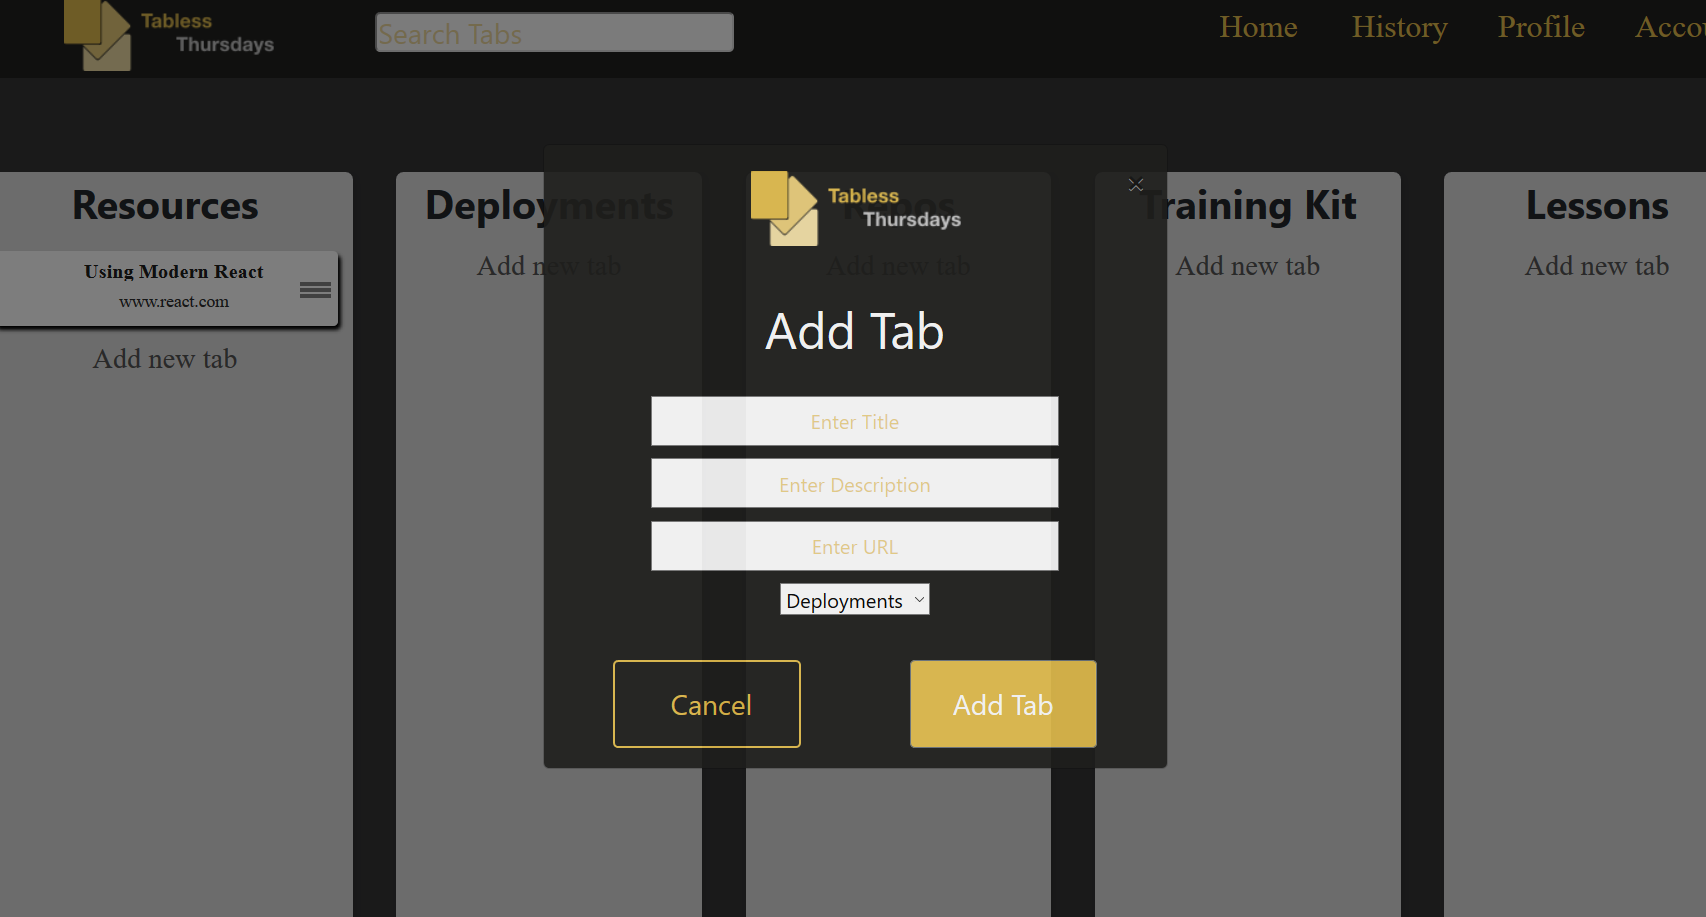 Tabless
Thursdays
Search Tabs
Home
History
Profile
Accou
Resources
Using Modern React
www.react.com
Add new tab
Deployments
Add new tab
Repos
Add new tab
Training Kit
Add new tab
Lessons
Add new tab
Tabless
Thursdays
×
Add Tab
Enter Title
Enter Description
Enter URL
Deployments
Cancel
Add Tab